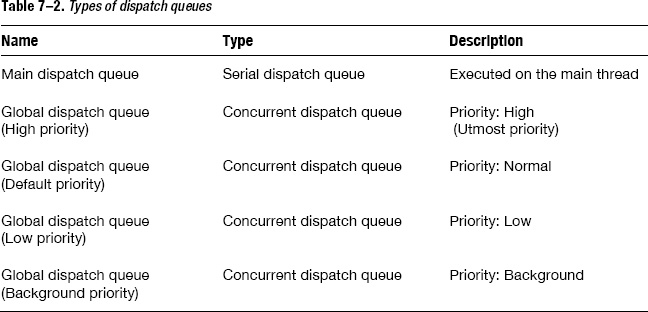 Table 7–2. Types of dispatch queues
Name Type Description
Main dispatch queue Serial dispatch queue Executed on the main thread
Global dispatch queue Concurrent dispatch queue Priority: High
(High priority) (Utmost priority)
Global dispatch queue Concurrent dispatch queue Priority: Normal
(Default priority)
Global dispatch queue Concurrent dispatch queue Priority: Low
(Low priority)
Global dispatch queue Concurrent dispatch queue Priority: Background
(Background priority)